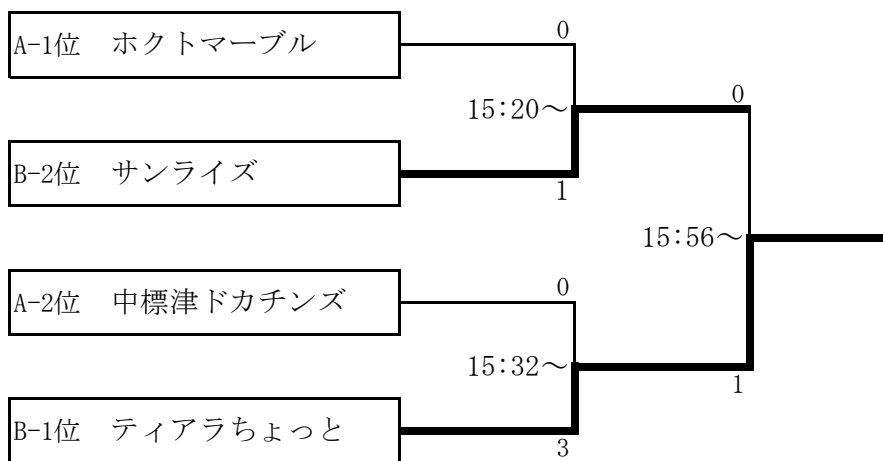 A-1位 ホクトマーブル
0
15:20～
0
B-2位 サンライズ
1
15:56～
A-2位 中標津ドカチンズ
0
15:32～
1
B-1位 ティアラちょっと
3